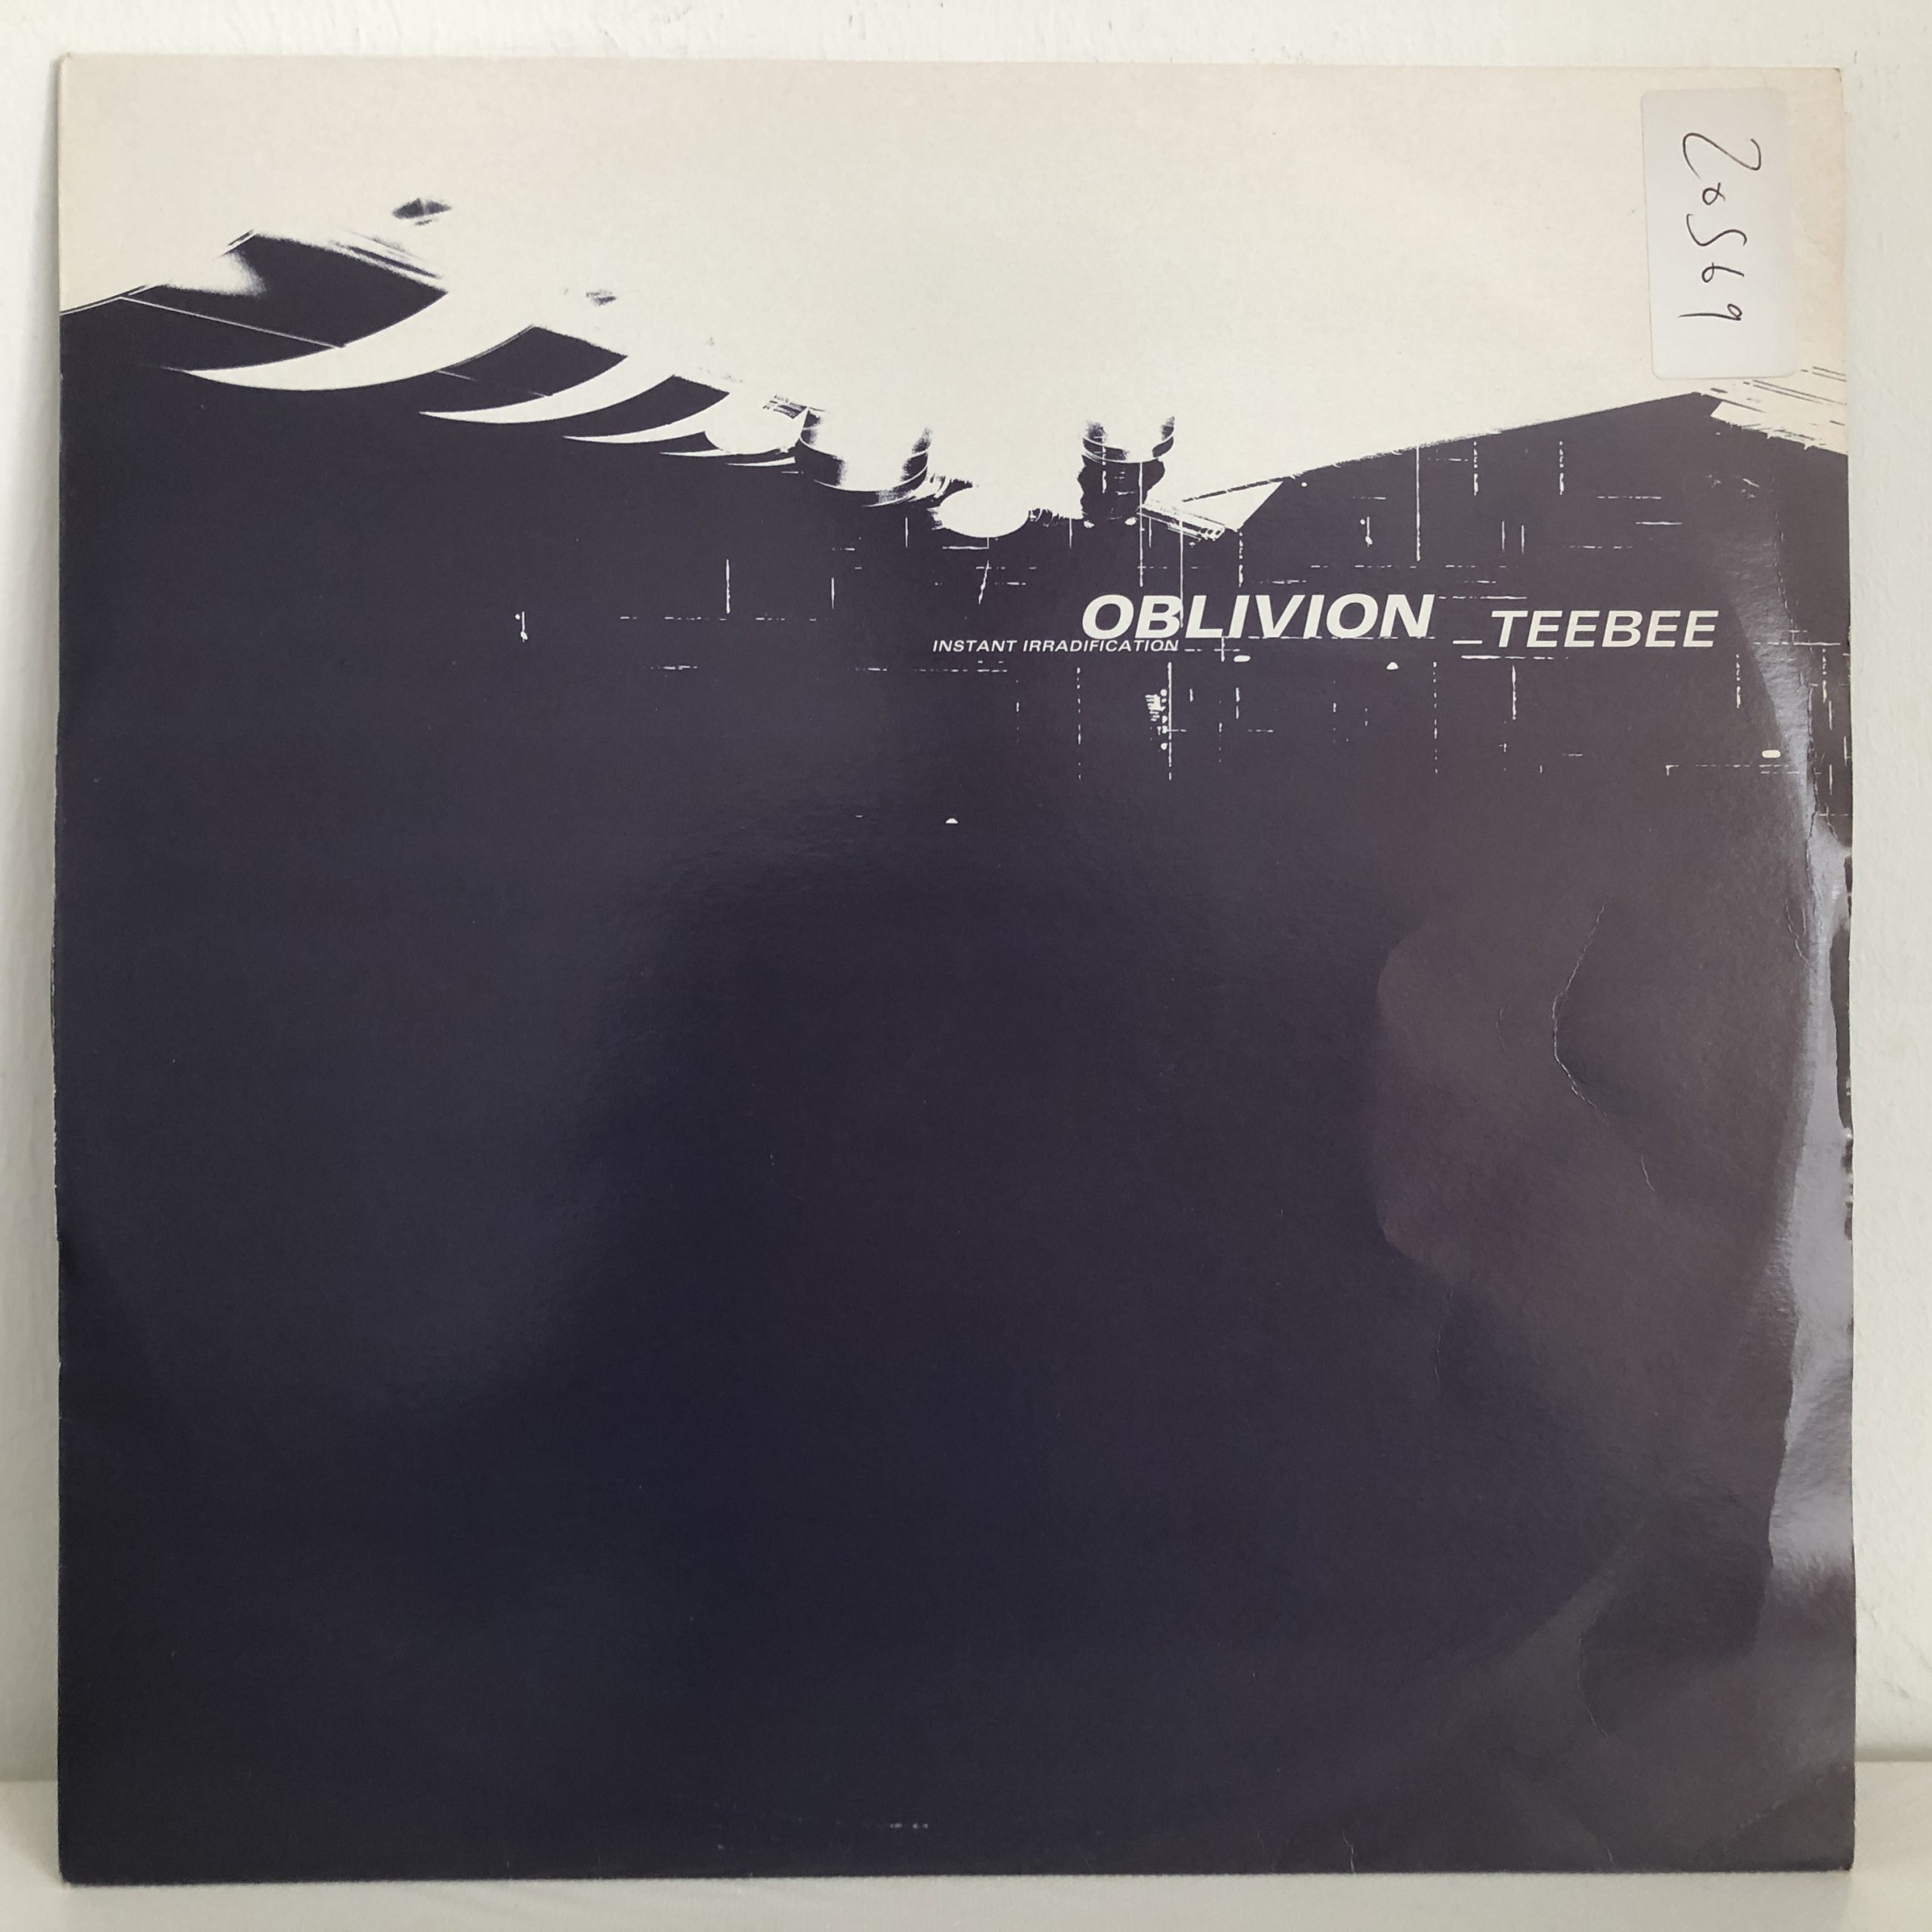 20569
OBLIVION _TEEBEE
INSTANT IRRADIFICATION